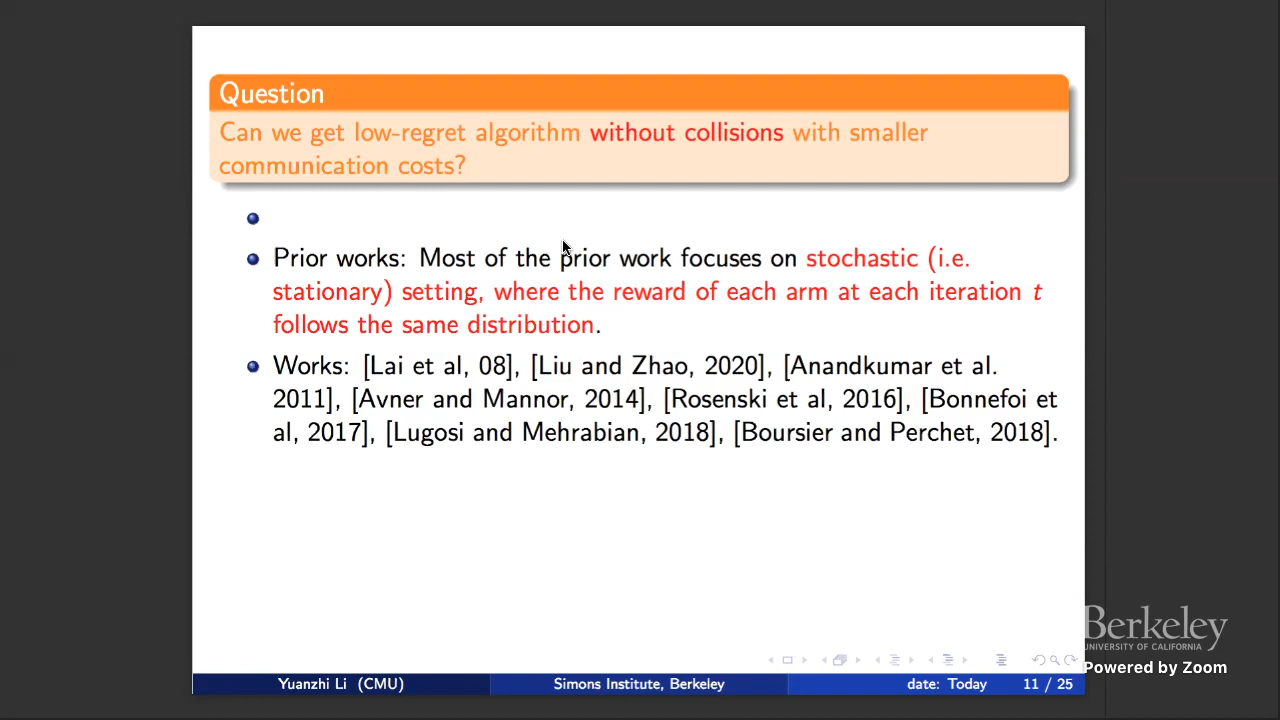 Question
Can we get low-regret algorithm without collisions with smaller
communication costs?
Prior works: Most of the prior work focuses on stochastic (i.e.
stationary) setting, where the reward of each arm at each iteration t
follows the same distribution.
Works: [Lai et al, 08], [Liu and Zhao, 2020], [Anandkumar et al.
2011], [Avner and Mannor, 2014], [Rosenski et al, 2016], [Bonnefoi et
al, 2017], [Lugosi and Mehrabian, 2018], [Boursier and Perchet, 2018].
Berkeley
UNIVERSITY OF CALIFORNIA
Powered by Zoom
Yuanzhi Li (CMU) Simons Institute, Berkeley date: Today 11 / 25